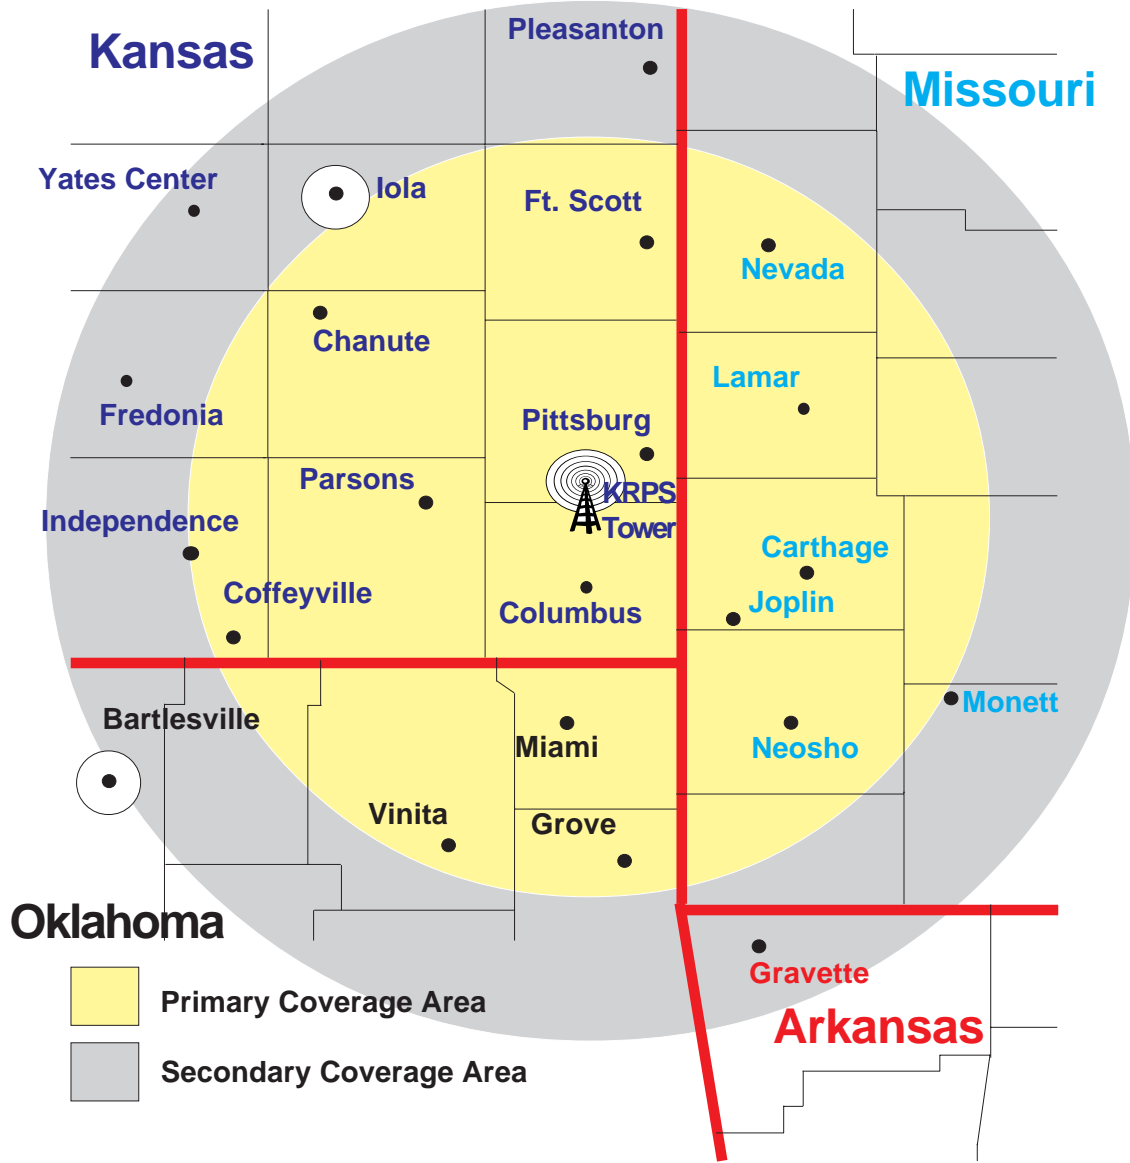 Pleasanton
Kansas
Missouri
Yates Center
Iola
Ft. Scott
Nevada
Chanute
Lamar
Fredonia
Pittsburg
Parsons
KRPS
Tower
Independence
Carthage
Coffeyville
Joplin
Columbus
Monett
Bartlesville
Miami
Neosho
Vinita
Grove
Oklahoma
Gravette
Primary Coverage Area
Arkansas
Secondary Coverage Area